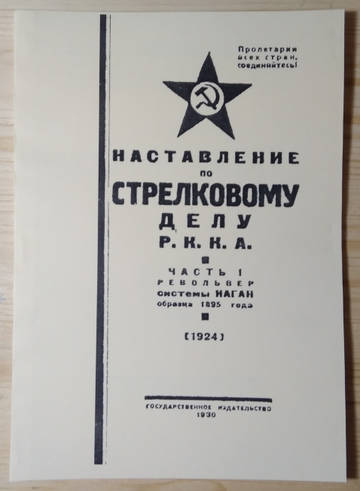 Пролетарии
всех стран,
соединяйтесь!
НАСТАВЛЕНИЕ
по
СТРЕЛКОВОМУ
ДЕЛУ
Р. К. К. А.
ЧАСТЬ I
РЕВОЛЬВЕР
системы НАГАН
образца 1895 года
(1924)
ГОСУДАРСТВЕННОЕ ИЗДАТЕЛЬСТВО
1930